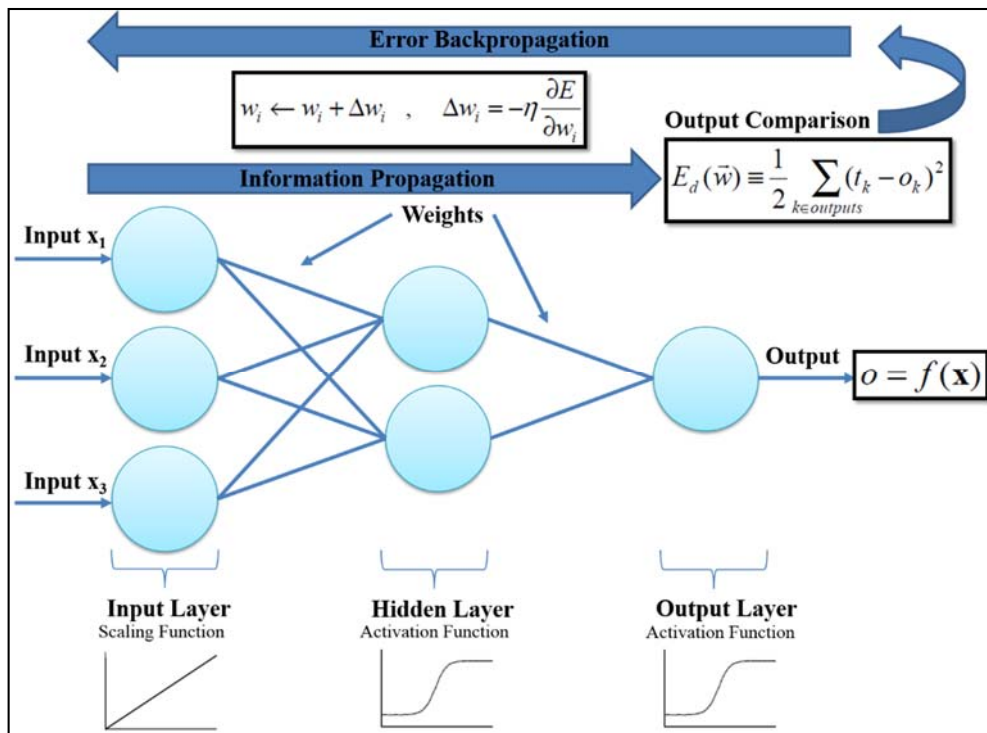 Error Backpropagation
w_i ← w_i + Δw_i , Δw_i = −η ∂E/∂w_i
Output Comparison
E_d(w⃗) ≡ 1/2 ∑_{k∈outputs} (t_k − o_k)^2
Information Propagation
Weights
Input x₁
Input x₂
Output
o = f(x)
Input x₃
Input Layer
Scaling Function
Hidden Layer
Activation Function
Output Layer
Activation Function